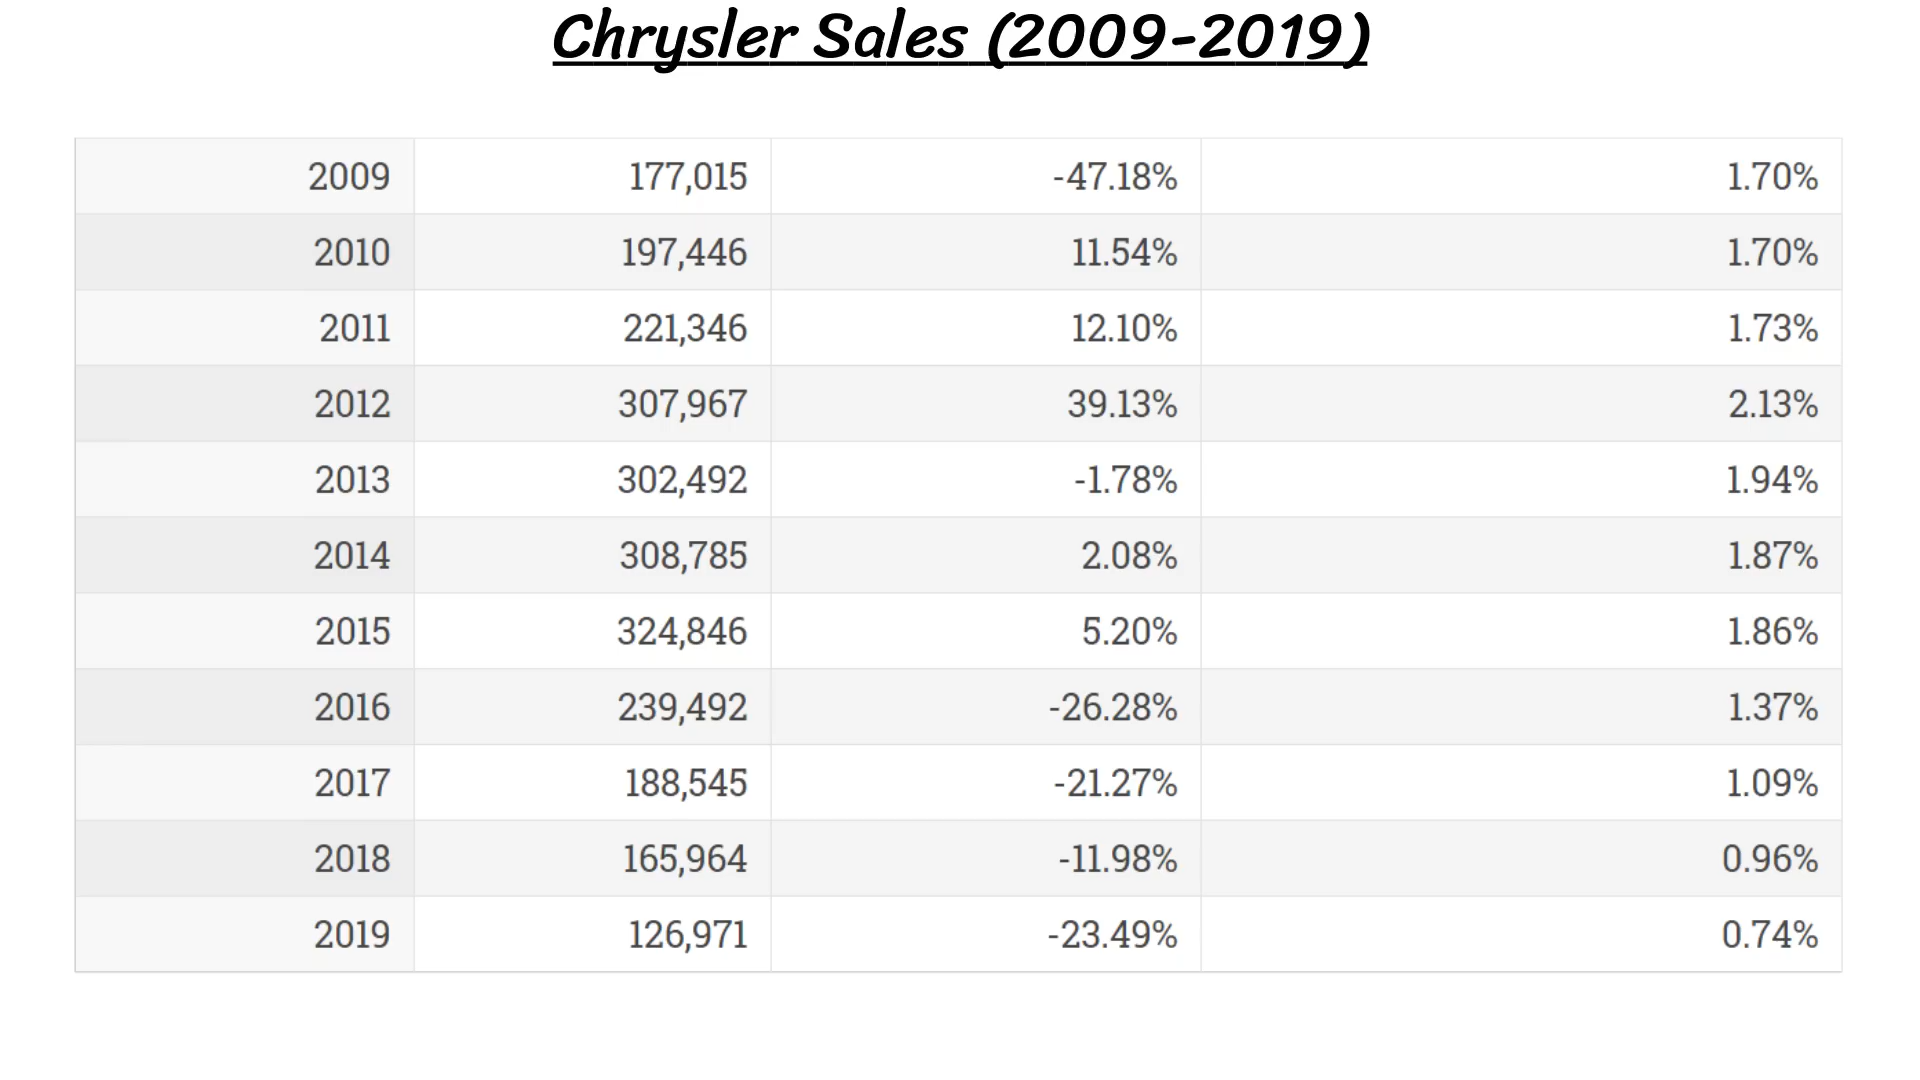 Chrysler Sales (2009-2019)
2009 177,015 -47.18% 1.70%
2010 197,446 11.54% 1.70%
2011 221,346 12.10% 1.73%
2012 307,967 39.13% 2.13%
2013 302,492 -1.78% 1.94%
2014 308,785 2.08% 1.87%
2015 324,846 5.20% 1.86%
2016 239,492 -26.28% 1.37%
2017 188,545 -21.27% 1.09%
2018 165,964 -11.98% 0.96%
2019 126,971 -23.49% 0.74%